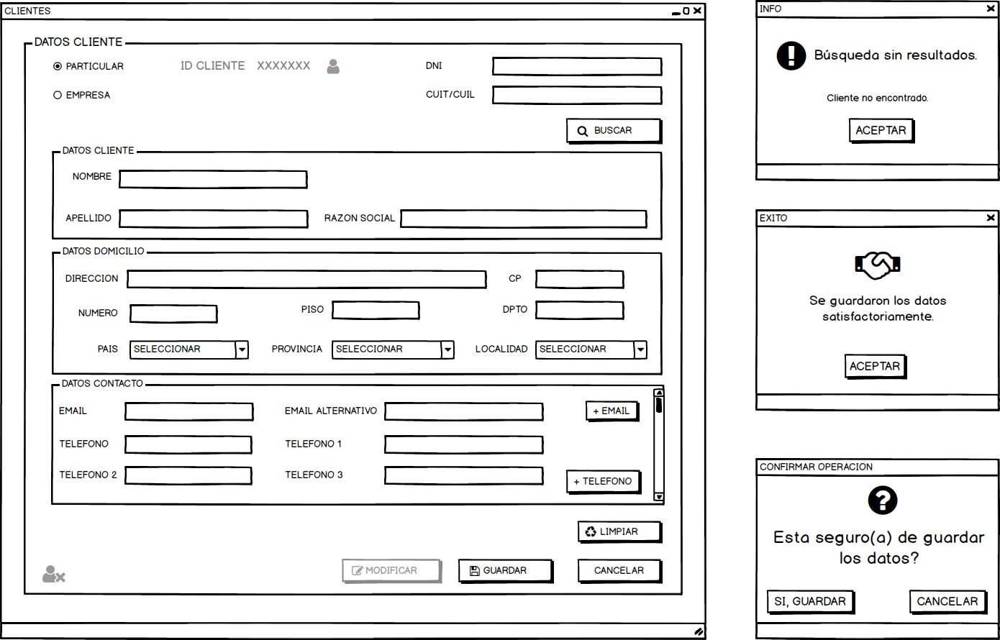 CLIENTES
DATOS CLIENTE
PARTICULAR
ID CLIENTE XXXXXXX
DNI
EMPRESA
CUIT/CUIL
BUSCAR
DATOS CLIENTE
NOMBRE
APELLIDO
RAZON SOCIAL
DATOS DOMICILIO
DIRECCION
CP
NUMERO
PISO
DPTO
PAIS
SELECCIONAR
PROVINCIA
SELECCIONAR
LOCALIDAD
SELECCIONAR
DATOS CONTACTO
EMAIL
EMAIL ALTERNATIVO
+ EMAIL
TELEFONO
TELEFONO 1
TELEFONO 2
TELEFONO 3
+ TELEFONO
LIMPIAR
MODIFICAR
GUARDAR
CANCELAR
INFO
Búsqueda sin resultados.
Cliente no encontrado.
ACEPTAR
EXITO
Se guardaron los datos
satisfactoriamente.
ACEPTAR
CONFIRMAR OPERACION
Esta seguro(a) de guardar
los datos?
SI, GUARDAR
CANCELAR